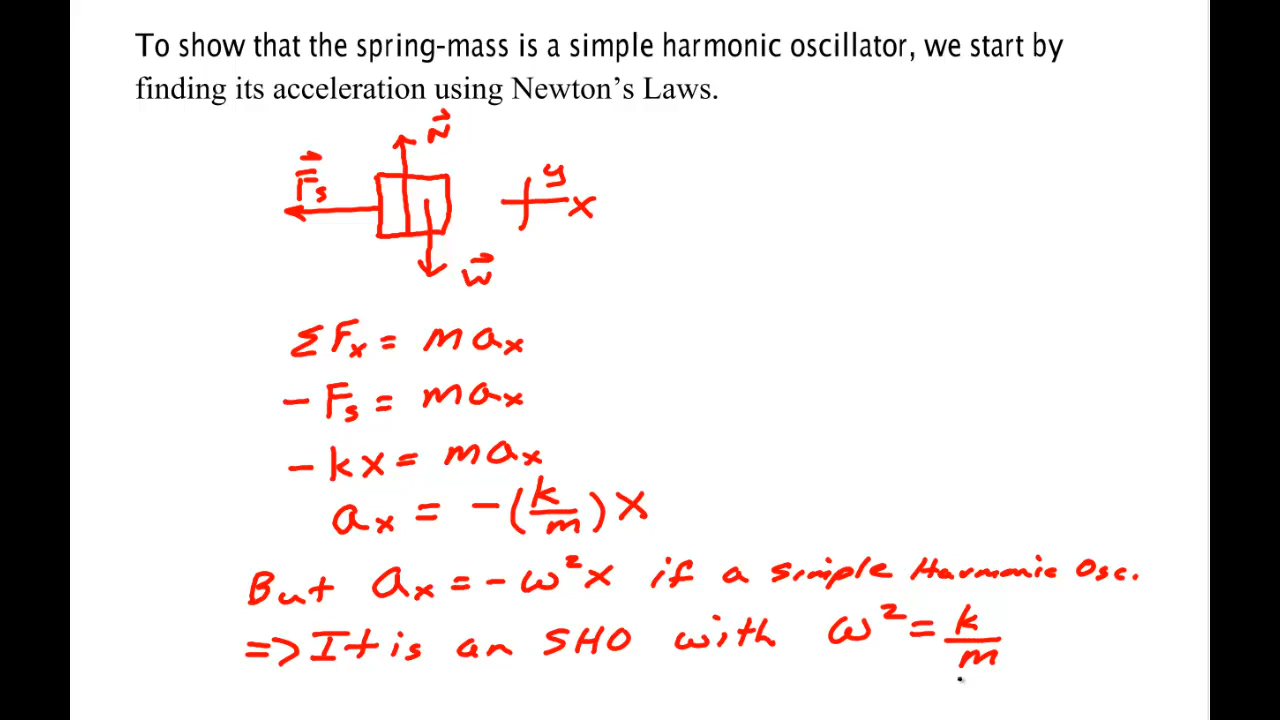 To show that the spring-mass is a simple harmonic oscillator, we start by
finding its acceleration using Newton's Laws.
N⃗
F⃗s
y
x
W⃗
ΣFx = max
- Fs = max
- kx = max
ax = -(k/m)x
But ax = -ω²x if a simple Harmonic Osc.
=> It is an SHO with ω² = k/m